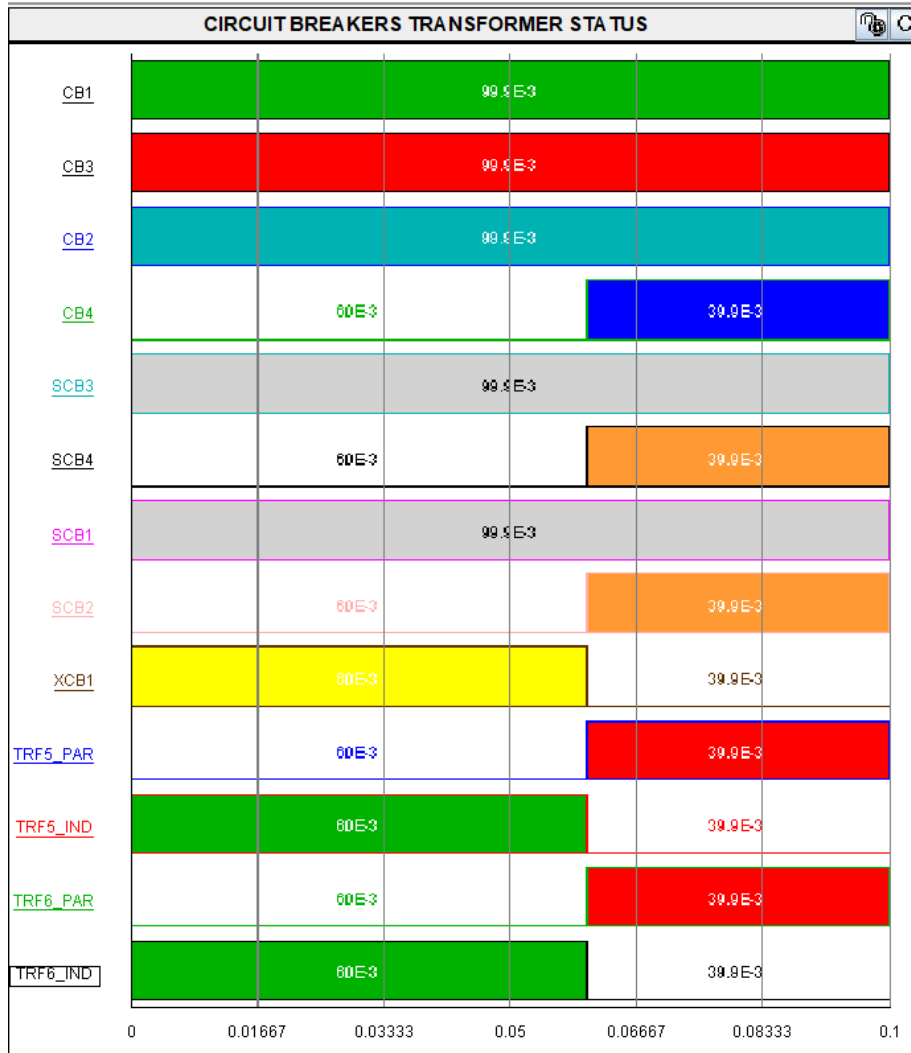 CIRCUIT BREAKERS TRANSFORMER STATUS C
CB1 99.9E-3
CB3 99.9E-3
CB2 99.9E-3
CB4 60E-3 39.9E-3
SCB3 99.9E-3
SCB4 60E-3 39.9E-3
SCB1 99.9E-3
SCB2 60E-3 39.9E-3
XCB1 60E-3 39.9E-3
TRF5_PAR 60E-3 39.9E-3
TRF5_IND 60E-3 39.9E-3
TRF6_PAR 60E-3 39.9E-3
TRF6_IND 60E-3 39.9E-3
0 0.01667 0.03333 0.05 0.06667 0.08333 0.1